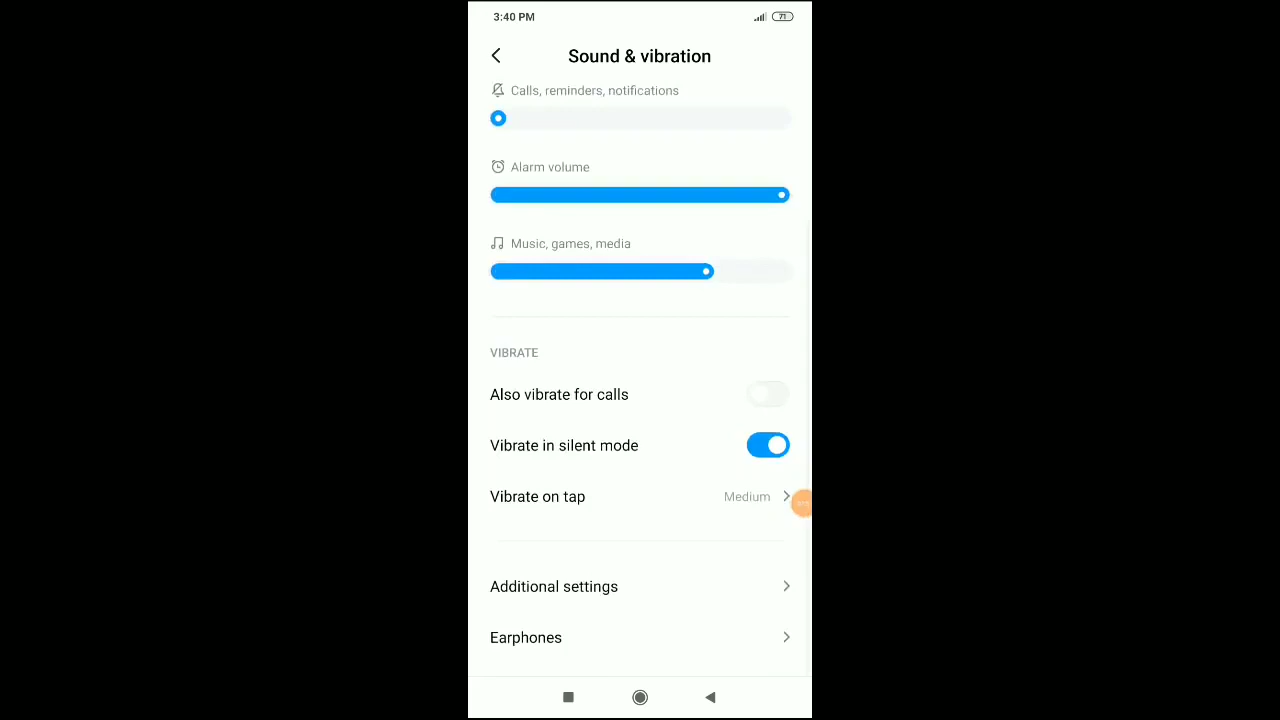 3:40 PM
71
Sound & vibration
Calls, reminders, notifications
Alarm volume
Music, games, media
VIBRATE
Also vibrate for calls
Vibrate in silent mode
Vibrate on tap
Medium
Additional settings
Earphones